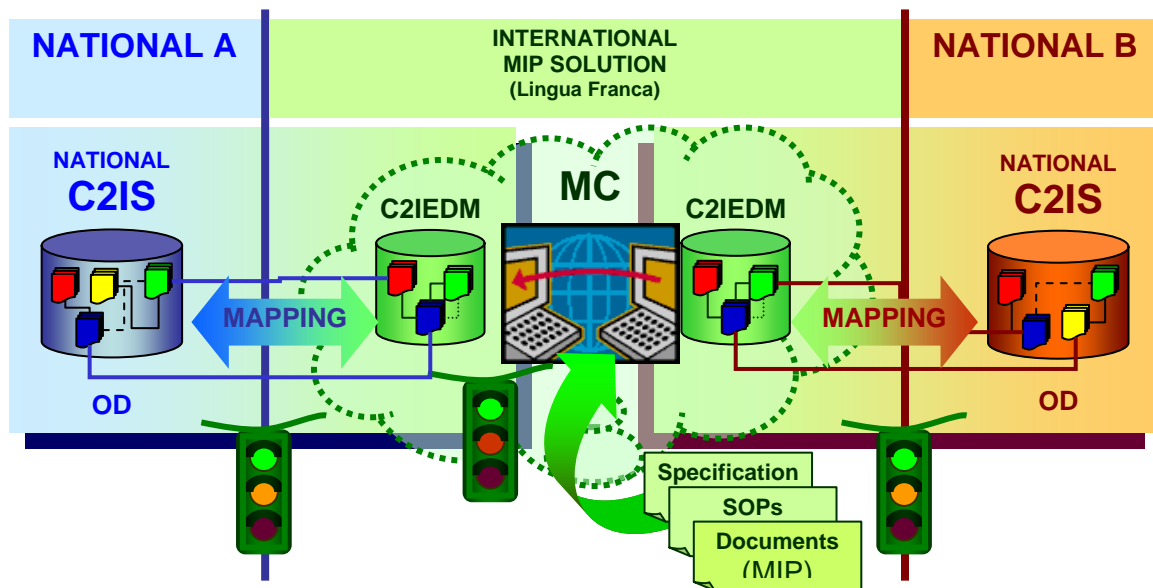 NATIONAL A
INTERNATIONAL
MIP SOLUTION
(Lingua Franca)
NATIONAL B
NATIONAL
C2IS
C2IEDM
MC
C2IEDM
NATIONAL
C2IS
MAPPING
MAPPING
OD
OD
Specification
SOPs
Documents
(MIP)